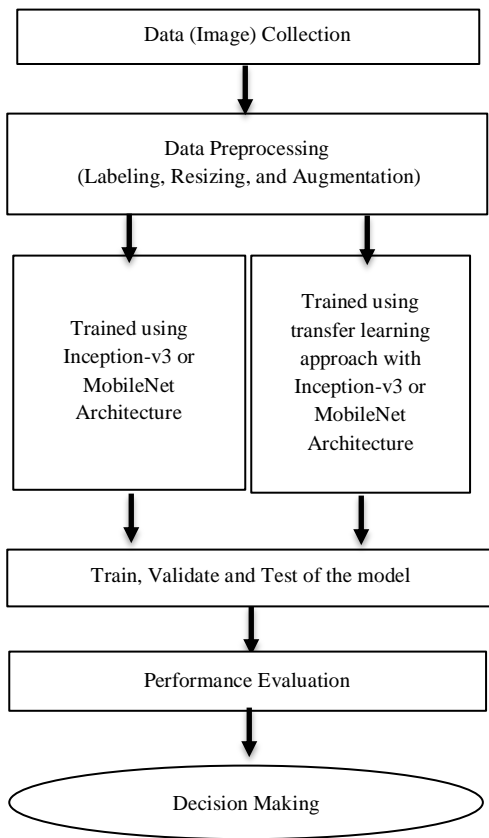 Data (Image) Collection
Data Preprocessing
(Labeling, Resizing, and Augmentation)
Trained using
Inception-v3 or
MobileNet
Architecture
Trained using
transfer learning
approach with
Inception-v3 or
MobileNet
Architecture
Train, Validate and Test of the model
Performance Evaluation
Decision Making